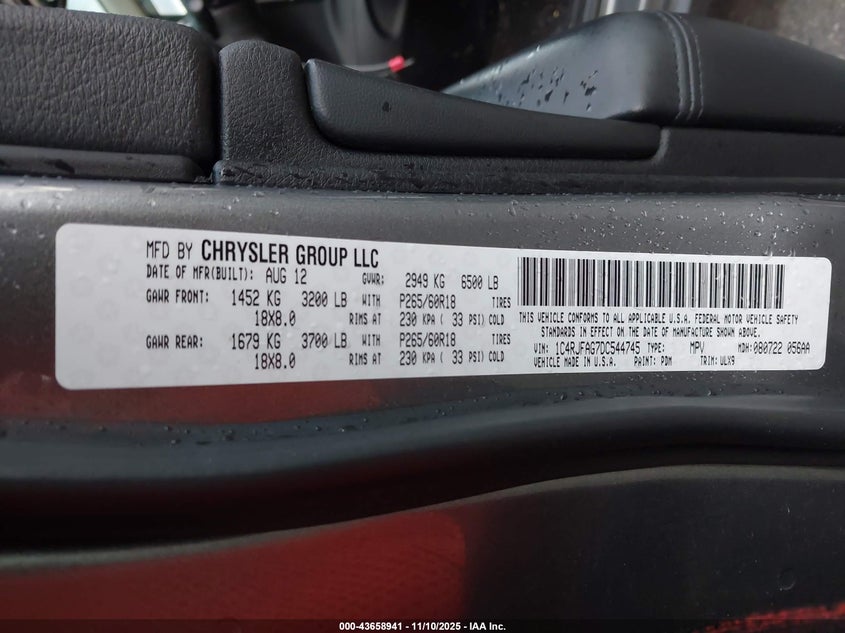 MFD BY CHRYSLER GROUP LLC
DATE OF MFR(BUILT): AUG 12 GVWR: 2949 KG 6500 LB
GAWR FRONT: 1452 KG 3200 LB WITH P265/60R18 TIRES
18X8.0 RIMS AT 230 KPA ( 33 PSI) COLD
GAWR REAR: 1679 KG 3700 LB WITH P265/60R18 TIRES
18X8.0 RIMS AT 230 KPA ( 33 PSI) COLD
THIS VEHICLE CONFORMS TO ALL APPLICABLE U.S.A. FEDERAL MOTOR VEHICLE SAFETY
STANDARDS IN EFFECT ON THE DATE OF MANUFACTURE SHOWN ABOVE.
VIN: 1C4RJFAG7DC544745 TYPE: MPV MDH: 080722 056AA
VEHICLE MADE IN U.S.A. PAINT: PDM TRIM: VLX9
000-43658941 — 11/10/2025 — IAA Inc.